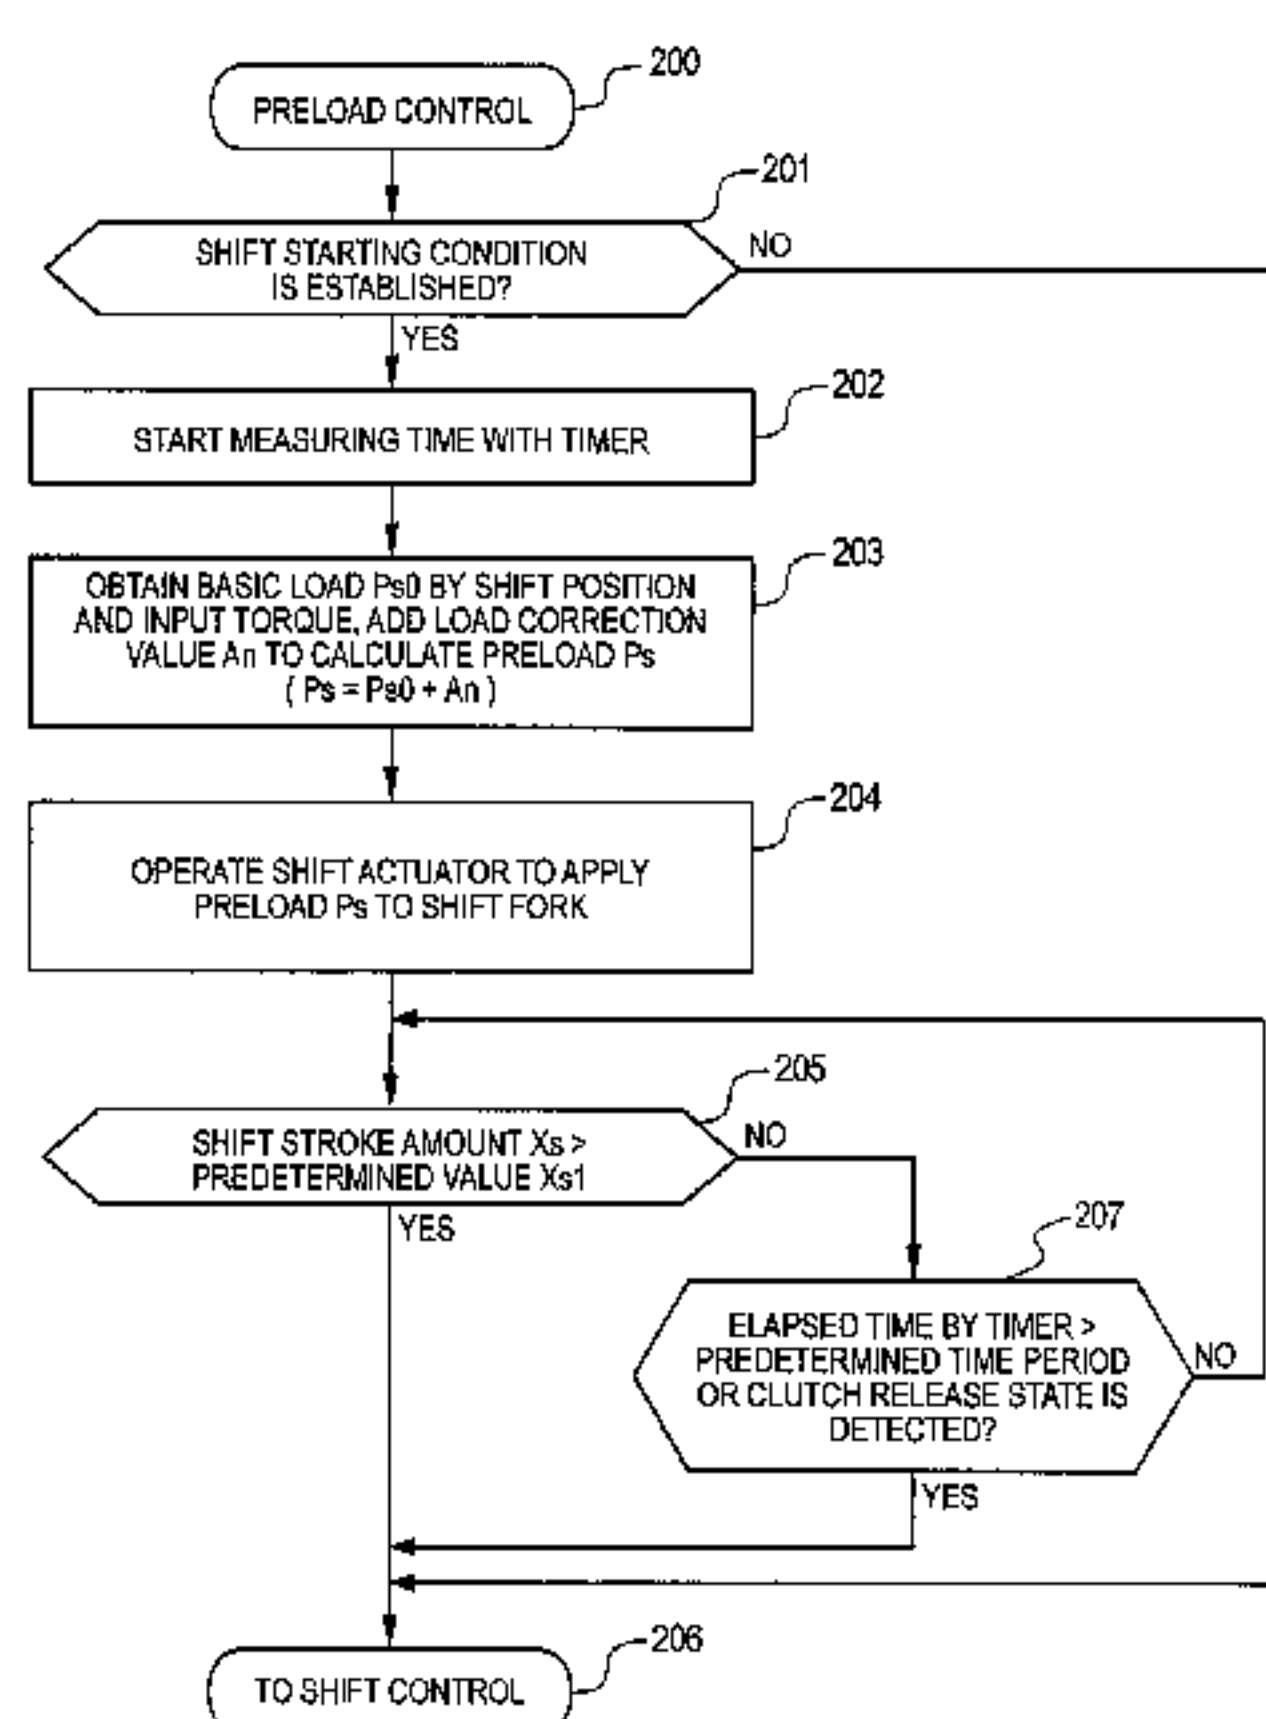 200
PRELOAD CONTROL
201
SHIFT STARTING CONDITION
IS ESTABLISHED?
NO
YES
202
START MEASURING TIME WITH TIMER
203
OBTAIN BASIC LOAD Ps0 BY SHIFT POSITION
AND INPUT TORQUE, ADD LOAD CORRECTION
VALUE An TO CALCULATE PRELOAD Ps
( Ps = Ps0 + An )
204
OPERATE SHIFT ACTUATOR TO APPLY
PRELOAD Ps TO SHIFT FORK
205
SHIFT STROKE AMOUNT Xs >
PREDETERMINED VALUE Xs1
NO
YES
207
ELAPSED TIME BY TIMER >
PREDETERMINED TIME PERIOD
OR CLUTCH RELEASE STATE IS
DETECTED?
NO
YES
206
TO SHIFT CONTROL